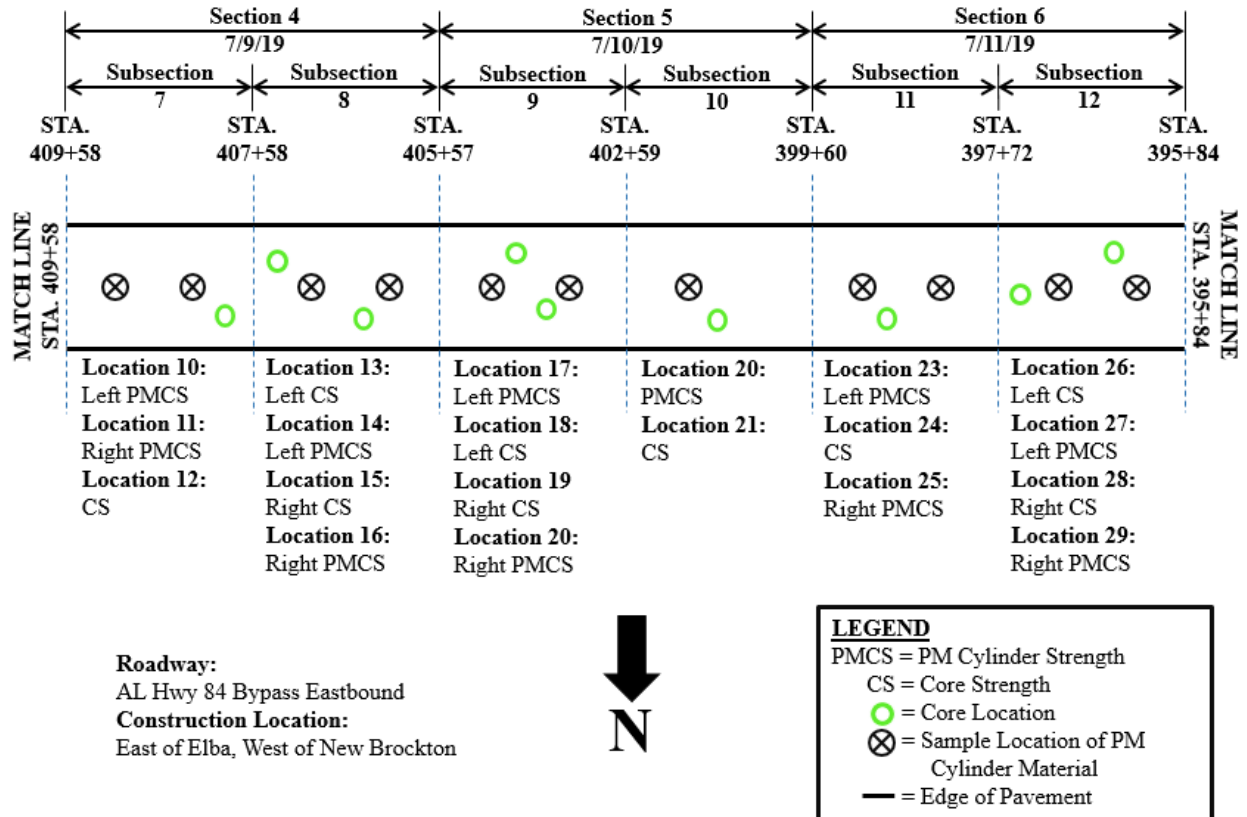 Section 4
Section 5
Section 6
7/9/19
7/10/19
7/11/19
Subsection
7
Subsection
8
Subsection
9
Subsection
10
Subsection
11
Subsection
12
STA.
409+58
STA.
407+58
STA.
405+57
STA.
402+59
STA.
399+60
STA.
397+72
STA.
395+84
MATCH LINE
STA. 409+58
MATCH LINE
STA. 395+84
Location 10:
Left PMCS
Location 11:
Right PMCS
Location 12:
CS
Location 13:
Left CS
Location 14:
Left PMCS
Location 15:
Right CS
Location 16:
Right PMCS
Location 17:
Left PMCS
Location 18:
Left CS
Location 19
Right CS
Location 20:
Right PMCS
Location 20:
PMCS
Location 21:
CS
Location 23:
Left PMCS
Location 24:
CS
Location 25:
Right PMCS
Location 26:
Left CS
Location 27:
Left PMCS
Location 28:
Right CS
Location 29:
Right PMCS
Roadway:
AL Hwy 84 Bypass Eastbound
Construction Location:
East of Elba, West of New Brockton
N
LEGEND
PMCS = PM Cylinder Strength
CS = Core Strength
= Core Location
= Sample Location of PM
Cylinder Material
= Edge of Pavement